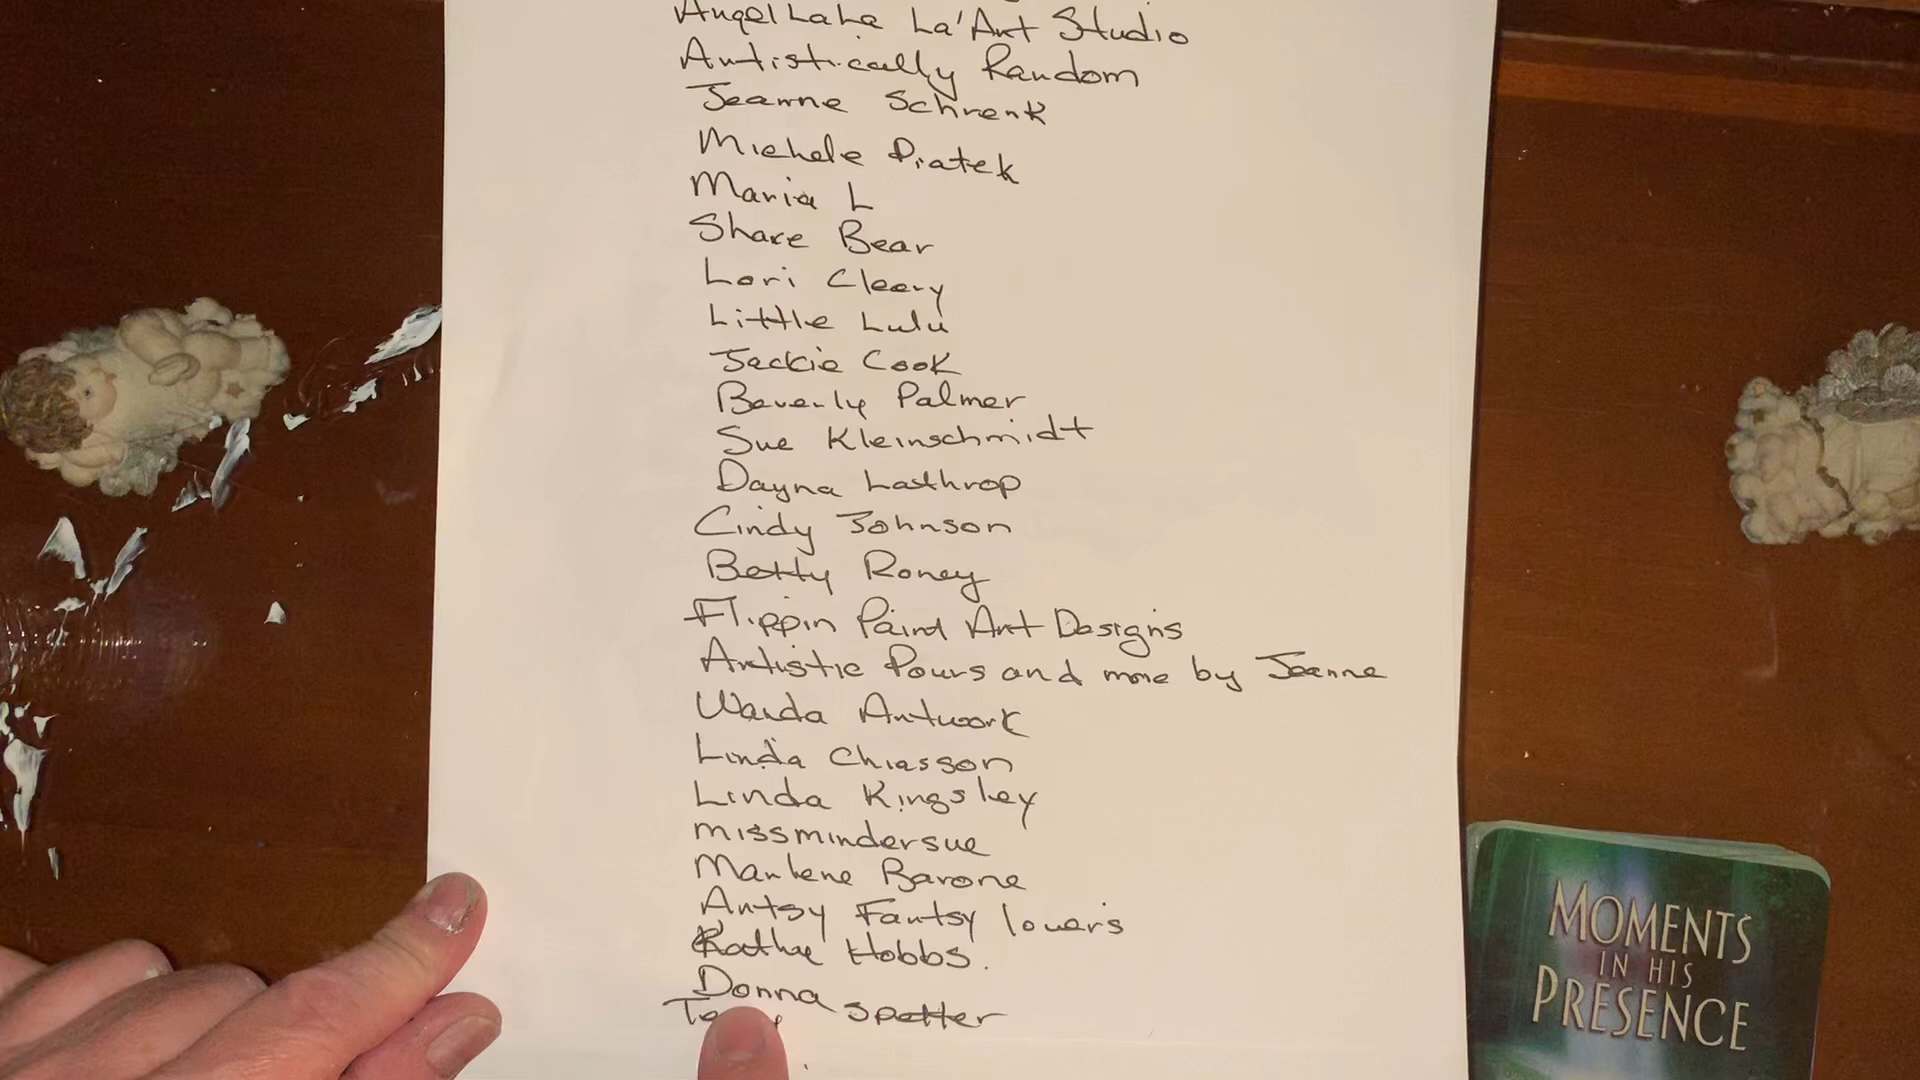 Angel LaLa La'Art Studio
Artistically Random
Jeanne Schrenk
Michele Piatek
Maria L
Share Bear
Lori Cleary
Little Lulu
Jackie Cook
Beverly Palmer
Sue Kleinschmidt
Dayna Lathrop
Cindy Johnson
Betty Roney
Flippin Paint Art Designs
Artistic Pours and more by Jeanne
Wanda Artwork
Linda Chiasson
Linda Kingsley
missmindersue
Marlene Barone
Artsy Fartsy lovers
Kathye Hobbs.
Donna
spotter
MOMENTS
IN HIS
PRESENCE